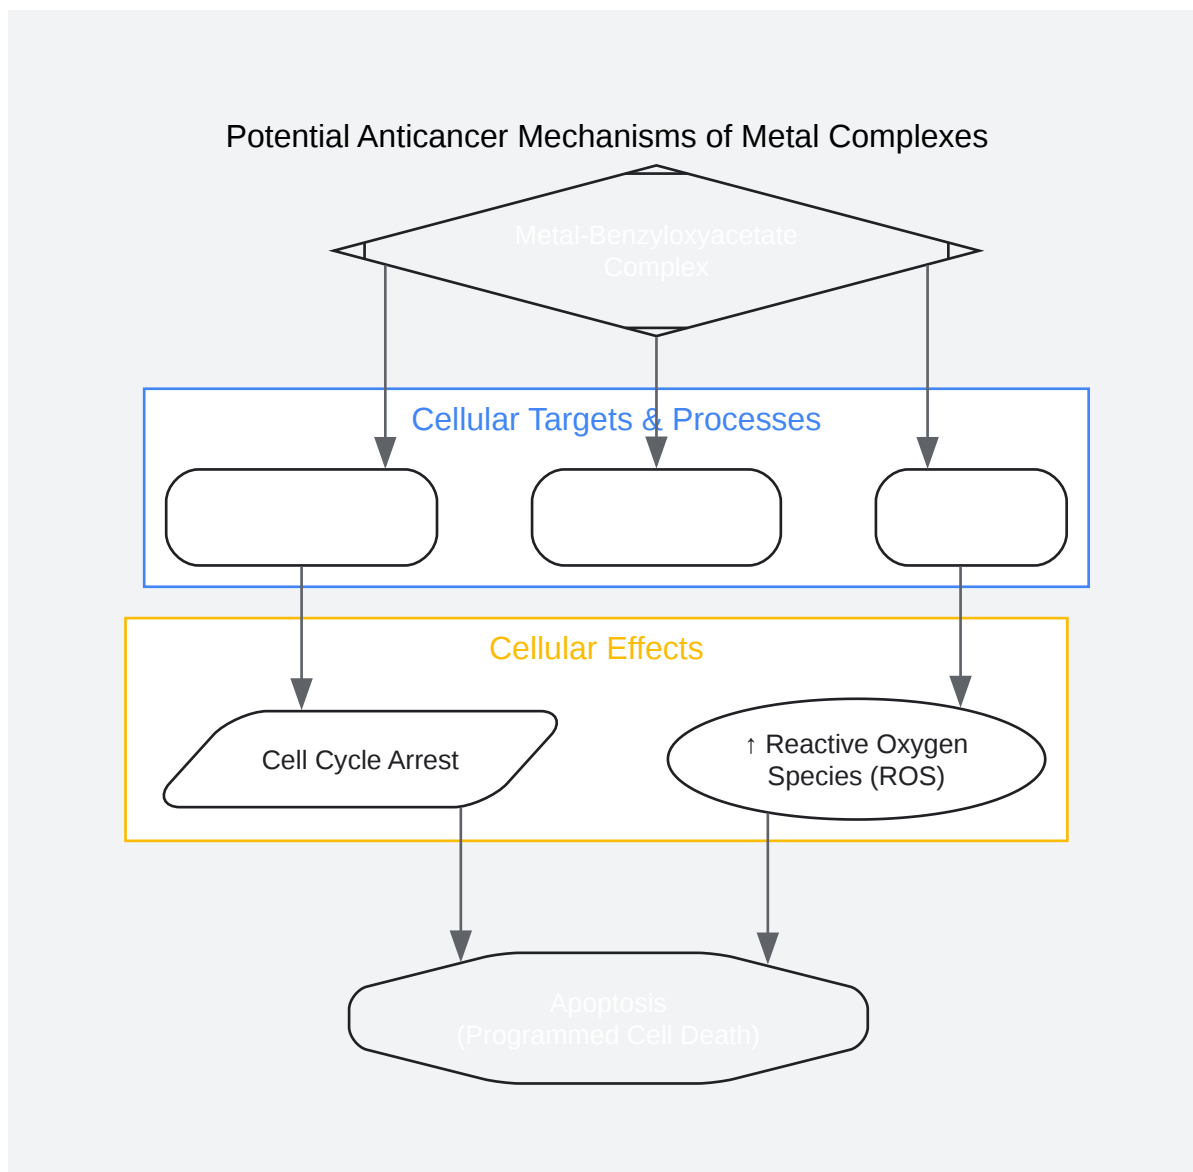 Potential Anticancer Mechanisms of Metal Complexes
Metal-Benzyloxyacetate
Complex
Cellular Targets & Processes
Cellular Effects
Cell Cycle Arrest
↑ Reactive Oxygen
Species (ROS)
Apoptosis
(Programmed Cell Death)